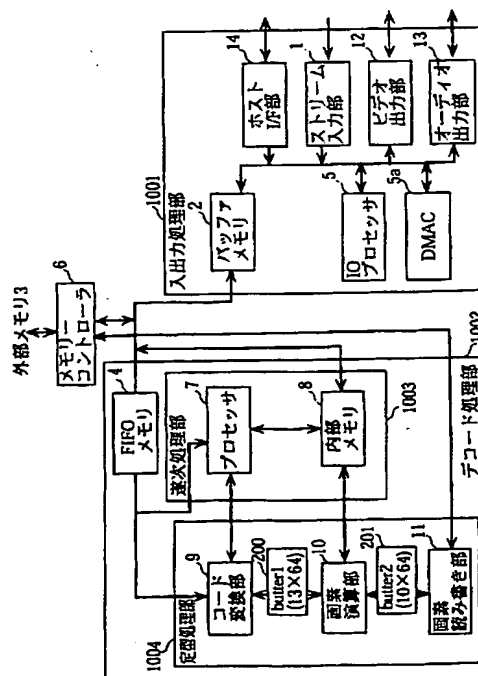 外部メモリ3
6
メモリー
コントローラ
1001
入出力処理部
2
バッファ
メモリ
14
ホスト
I/F部
1
ストリーム
入力部
5
IOプロセッサ
12
ビデオ
出力部
5a
DMAC
13
オーディオ
出力部
1002
デコード処理部
4
FIFO
メモリ
逐次処理部
7
プロセッサ
8
内部
メモリ
1003
1004
定型処理部
9
コード
変換部
200
butter1
(13×64)
10
画素
演算部
201
butter2
(10×64)
11
画素
読み書き部